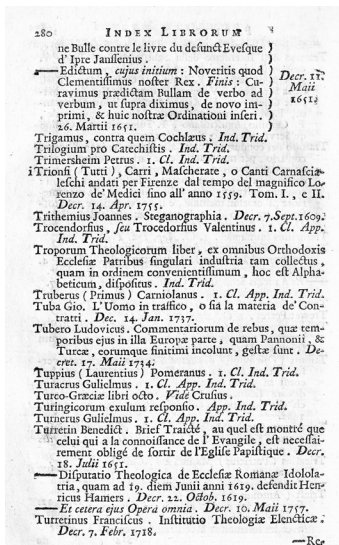 280 INDEX LIBRORUM
ne Bulle contre le livre du defunct Evesque
d' Ipre Janssenius .
—Edictum, cujus initium : Noveritis quod
Clementissimus noster Rex. Finis : Cu-
ravimus prædictam Bullam de verbo ad
verbum, ut supra diximus, de novo im-
primi, & huic nostræ Ordinationi inseri .
26. Martii 1651.
Decr. 11.
Maii
1651.
Trigamus, contra quem Cochlæus. Ind. Trid.
Trilogium pro Catechistis . Ind. Trid.
Trimersheim Petrus. 1. Cl. Ind. Trid.
i Trionfi ( Tutti ), Carri, Mascherate, o Canti Carnascia-
leschi andati per Firenze dal tempo del magnifico Lo-
renzo de' Medici sino all' anno 1559. Tom. I., e II.
Decr. 14. Apr. 1755.
Trithemius Joannes. Steganographia . Decr. 7. Sept. 1609.
Trocendorfius, seu Trocedorfius Valentinus. 1. Cl. App.
Ind. Trid.
Troporum Theologicorum liber, ex omnibus Orthodoxis
Ecclesiæ Patribus singulari industria tam collectus,
quam in ordinem convenientissimum, hoc est Alpha-
beticum, dispositus. Ind. Trid.
Truberus ( Primus ) Carniolanus . 1. Cl. App. Ind. Trid.
Tuba Gio. L'Uomo in traffico, o sia la materia de' Con-
tratti . Dec. 14. Jan. 1737.
Tubero Ludovicus. Commentariorum de rebus, quæ tem-
poribus ejus in illa Europæ parte, quam Pannonii, &
Turcæ, eorumque finitimi incolunt, gestæ sunt . De-
cret. 17. Maii 1734.
Tuppius ( Laurentius ) Pomeranus . 1. Cl. Ind. Trid.
Turacrus Gulielmus . 1. Cl. App. Ind. Trid.
Turco-Græciæ libri octo. Vide Crusius.
Turingicorum exulum responsio. App. Ind. Trid.
Turnerus Gulielmus . 1. Cl. App. Ind. Trid.
Turretin Benedict . Brief Traicté, au quel est montré que
celui qui a la connoissance de l' Evangile, est necessai-
rement obligé de sortir de l'Eglise Papistique . Decr.
18. Julii 1651.
—Disputatio Theologica de Ecclesiæ Romanæ Idolola-
tria, quam ad 19. diem Junii anni 1619. defendit Hen-
ricus Hamers . Decr. 22. Octob. 1619.
—Et cetera ejus Opera omnia . Decr. 10. Maii 1757.
Turretinus Franciscus . Institutio Theologiæ Elencticæ .
Decr. 7. Febr. 1718.
—Re-